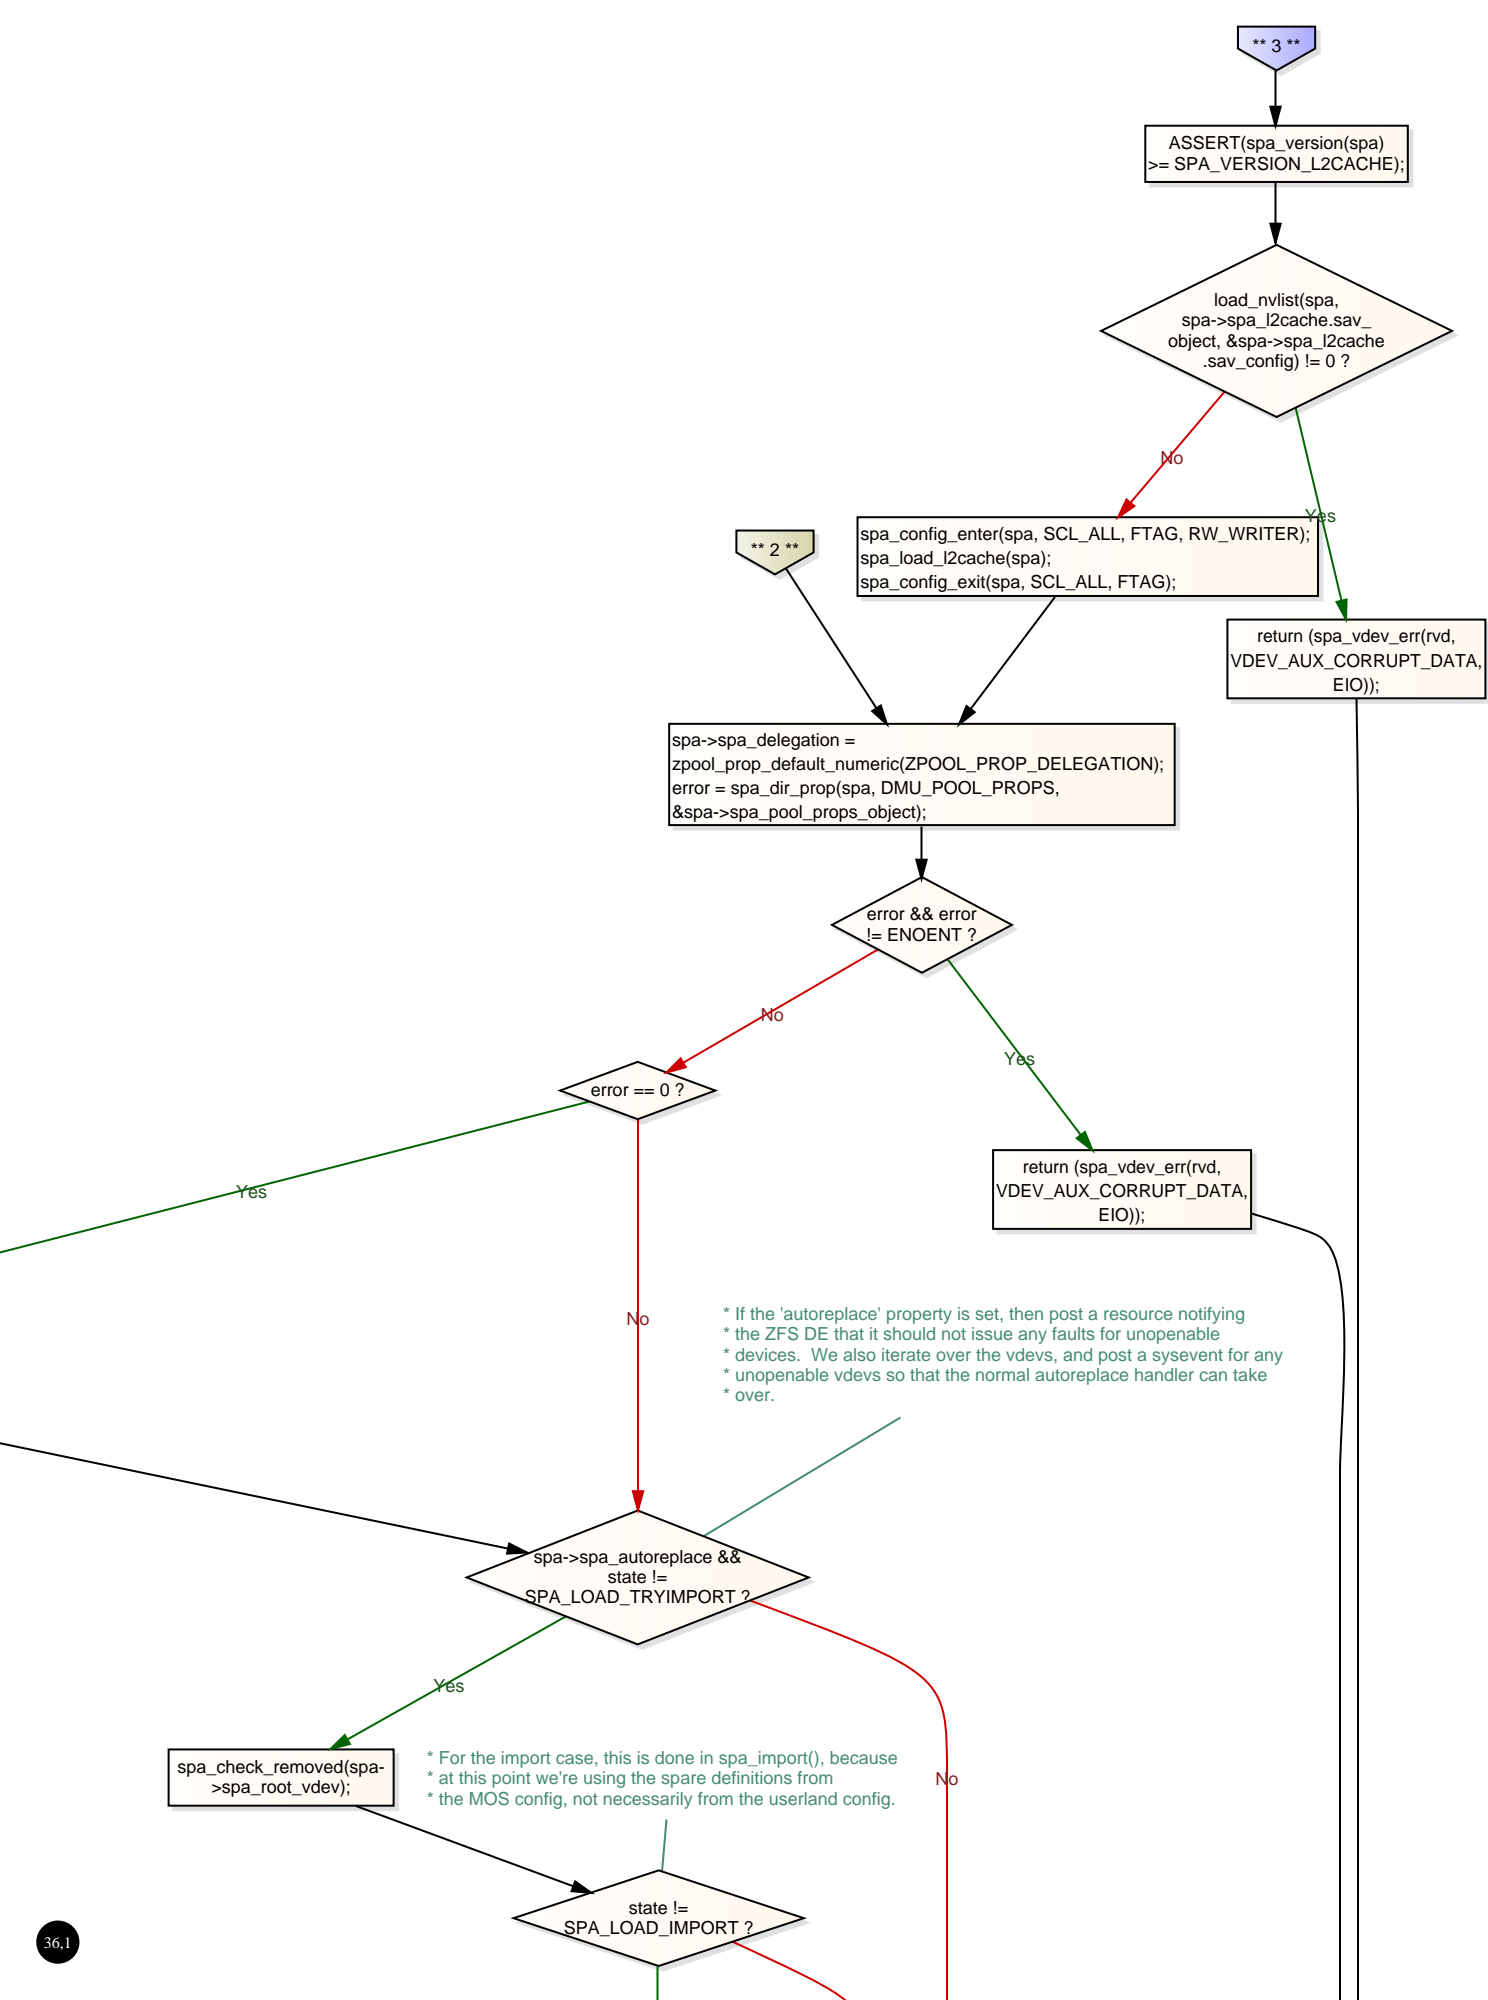 ** 3 **
ASSERT(spa_version(spa)
>= SPA_VERSION_L2CACHE);
load_nvlist(spa,
spa->spa_l2cache.sav_
object, &spa->spa_l2cache
.sav_config) != 0 ?
No
Yes
** 2 **
spa_config_enter(spa, SCL_ALL, FTAG, RW_WRITER);
spa_load_l2cache(spa);
spa_config_exit(spa, SCL_ALL, FTAG);
return (spa_vdev_err(rvd,
VDEV_AUX_CORRUPT_DATA,
EIO));
spa->spa_delegation =
zpool_prop_default_numeric(ZPOOL_PROP_DELEGATION);
error = spa_dir_prop(spa, DMU_POOL_PROPS,
&spa->spa_pool_props_object);
error && error
!= ENOENT ?
No
Yes
error == 0 ?
Yes
No
return (spa_vdev_err(rvd,
VDEV_AUX_CORRUPT_DATA,
EIO));
* If the 'autoreplace' property is set, then post a resource notifying
* the ZFS DE that it should not issue any faults for unopenable
* devices.  We also iterate over the vdevs, and post a sysevent for any
* unopenable vdevs so that the normal autoreplace handler can take
* over.
spa->spa_autoreplace &&
state !=
SPA_LOAD_TRYIMPORT ?
Yes
No
spa_check_removed(spa-
>spa_root_vdev);
* For the import case, this is done in spa_import(), because
* at this point we're using the spare definitions from
* the MOS config, not necessarily from the userland config.
state !=
SPA_LOAD_IMPORT ?
36,1